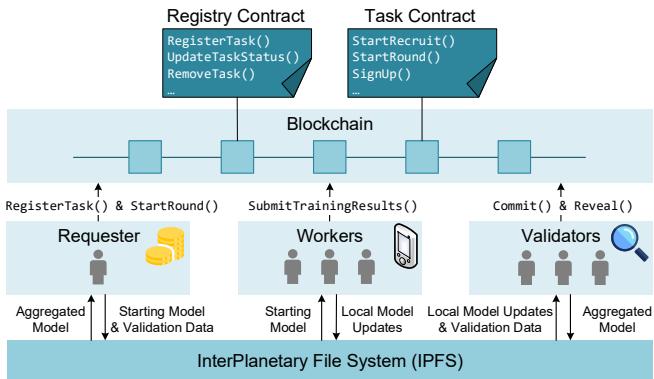 Registry Contract
Task Contract
RegisterTask()
UpdateTaskStatus()
RemoveTask()
…
StartRecruit()
StartRound()
SignUp()
…
Blockchain
RegisterTask() & StartRound()
SubmitTrainingResults()
Commit() & Reveal()
Requester
Workers
Validators
Aggregated
Model
Starting Model
& Validation Data
Starting
Model
Local Model
Updates
Local Model Updates
& Validation Data
Aggregated
Model
InterPlanetary File System (IPFS)